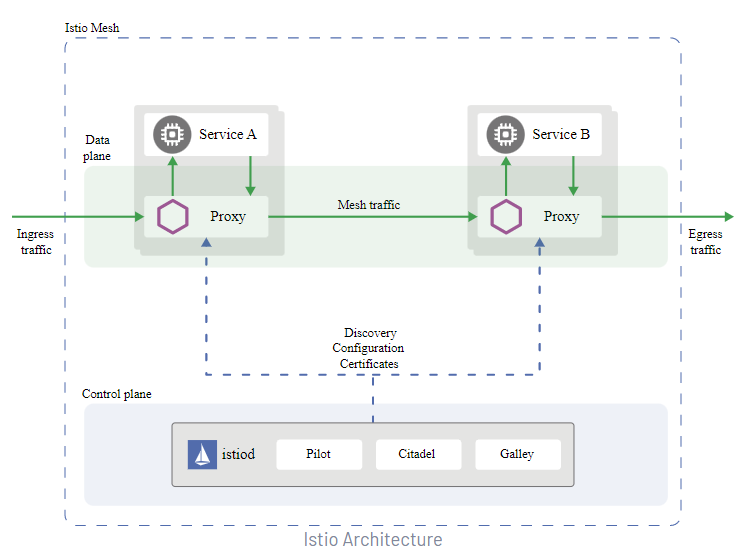 Istio Mesh
Service A
Service B
Data
plane
Proxy
Mesh traffic
Proxy
Ingress
traffic
Egress
traffic
Discovery
Configuration
Certificates
Control plane
istiod
Pilot
Citadel
Galley
Istio Architecture